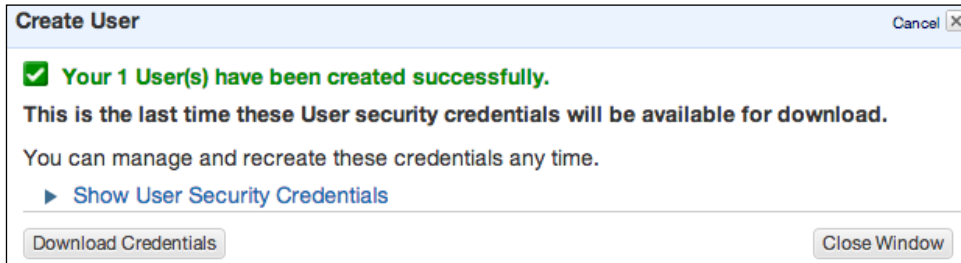 Create User
Cancel
Your 1 User(s) have been created successfully.
This is the last time these User security credentials will be available for download.
You can manage and recreate these credentials any time.
Show User Security Credentials
Download Credentials
Close Window